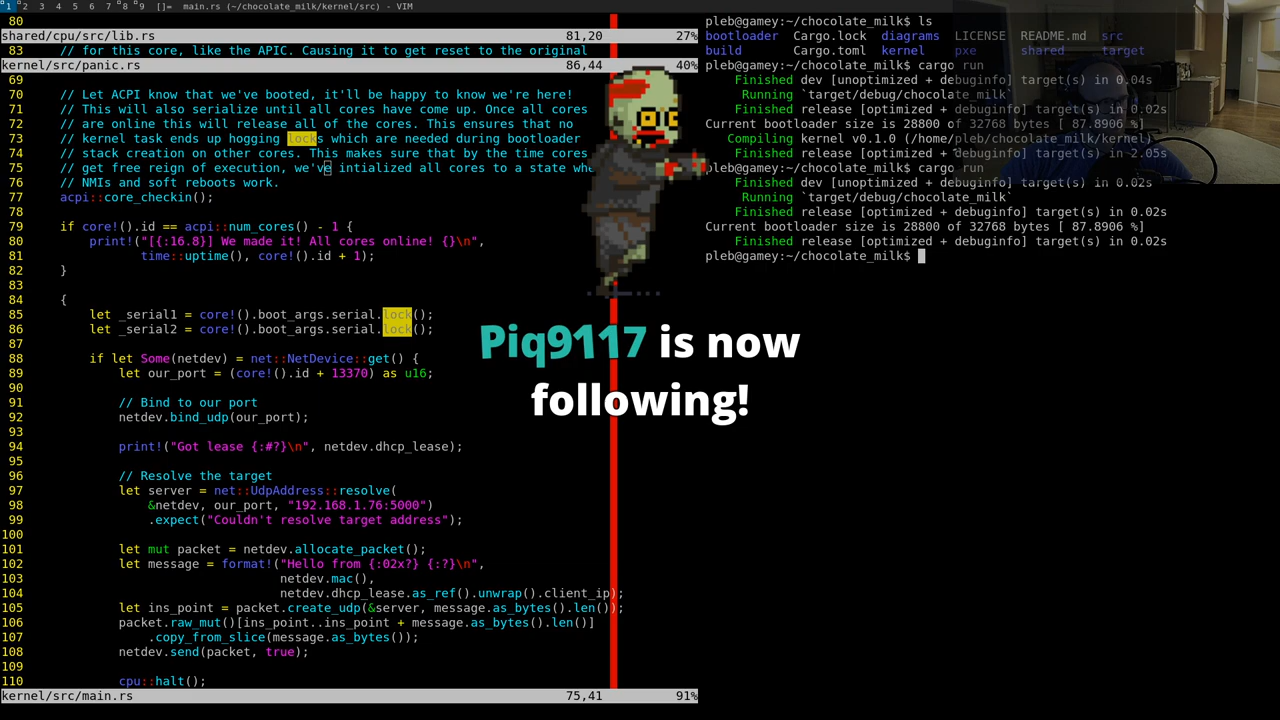 1 2 3 4 5 6 7 8 9 []= main.rs (~/chocolate_milk/kernel/src) - VIM
80
shared/cpu/src/lib.rs 81,20 27%
83 // for this core, like the APIC. Causing it to get reset to the original
kernel/src/panic.rs 86,44 40%
69
70 // Let ACPI know that we've booted, it'll be happy to know we're here!
71 // This will also serialize until all cores have come up. Once all cores
72 // are online this will release all of the cores. This ensures that no
73 // kernel task ends up hogging locks which are needed during bootloader
74 // stack creation on other cores. This makes sure that by the time cores
75 // get free reign of execution, we've intialized all cores to a state whe
76 // NMIs and soft reboots work.
77 acpi::core_checkin();
78
79 if core!().id == acpi::num_cores() - 1 {
80 print!("[{:16.8}] We made it! All cores online! {}\n",
81 time::uptime(), core!().id + 1);
82 }
83
84 {
85 let _serial1 = core!().boot_args.serial.lock();
86 let _serial2 = core!().boot_args.serial.lock();
87
88 if let Some(netdev) = net::NetDevice::get() {
89 let our_port = (core!().id + 13370) as u16;
90
91 // Bind to our port
92 netdev.bind_udp(our_port);
93
94 print!("Got lease {:#?}\n", netdev.dhcp_lease);
95
96 // Resolve the target
97 let server = net::UdpAddress::resolve(
98 &netdev, our_port, "192.168.1.76:5000")
99 .expect("Couldn't resolve target address");
100
101 let mut packet = netdev.allocate_packet();
102 let message = format!("Hello from {:02x?} {:?}\n",
103 netdev.mac(),
104 netdev.dhcp_lease.as_ref().unwrap().client_ip);
105 let ins_point = packet.create_udp(&server, message.as_bytes().len());
106 packet.raw_mut()[ins_point..ins_point + message.as_bytes().len()]
107 .copy_from_slice(message.as_bytes());
108 netdev.send(packet, true);
109
110 cpu::halt();
kernel/src/main.rs 75,41 91%
pleb@gamey:~/chocolate_milk$ ls
bootloader Cargo.lock diagrams LICENSE README.md src
build Cargo.toml kernel pxe shared target
pleb@gamey:~/chocolate_milk$ cargo run
Finished dev [unoptimized + debuginfo] target(s) in 0.04s
Running `target/debug/chocolate_milk`
Finished release [optimized + debuginfo] target(s) in 0.02s
Current bootloader size is 28800 of 32768 bytes [ 87.8906 %]
Compiling kernel v0.1.0 (/home/pleb/chocolate_milk/kernel)
Finished release [optimized + debuginfo] target(s) in 2.05s
pleb@gamey:~/chocolate_milk$ cargo run
Finished dev [unoptimized + debuginfo] target(s) in 0.02s
Running `target/debug/chocolate_milk`
Finished release [optimized + debuginfo] target(s) in 0.02s
Current bootloader size is 28800 of 32768 bytes [ 87.8906 %]
Finished release [optimized + debuginfo] target(s) in 0.02s
pleb@gamey:~/chocolate_milk$
Piq9117 is now
following!